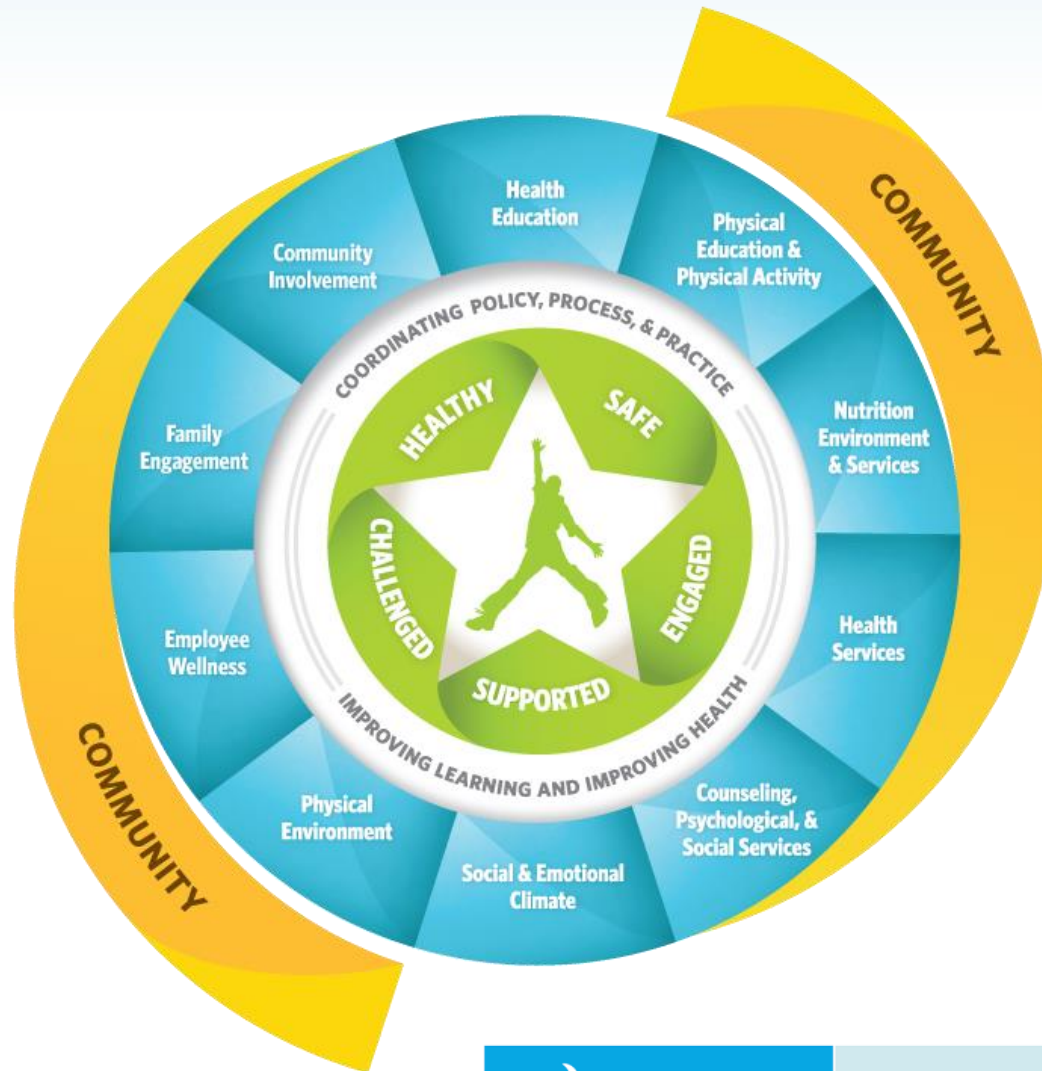 COMMUNITY
Health
Education
Physical
Education &
Physical Activity
Nutrition
Environment
& Services
Health
Services
Counseling,
Psychological, &
Social Services
Social & Emotional
Climate
Physical
Environment
Employee
Wellness
Family
Engagement
Community
Involvement
COORDINATING POLICY, PROCESS, & PRACTICE
IMPROVING LEARNING AND IMPROVING HEALTH
HEALTHY
SAFE
ENGAGED
SUPPORTED
CHALLENGED
COMMUNITY